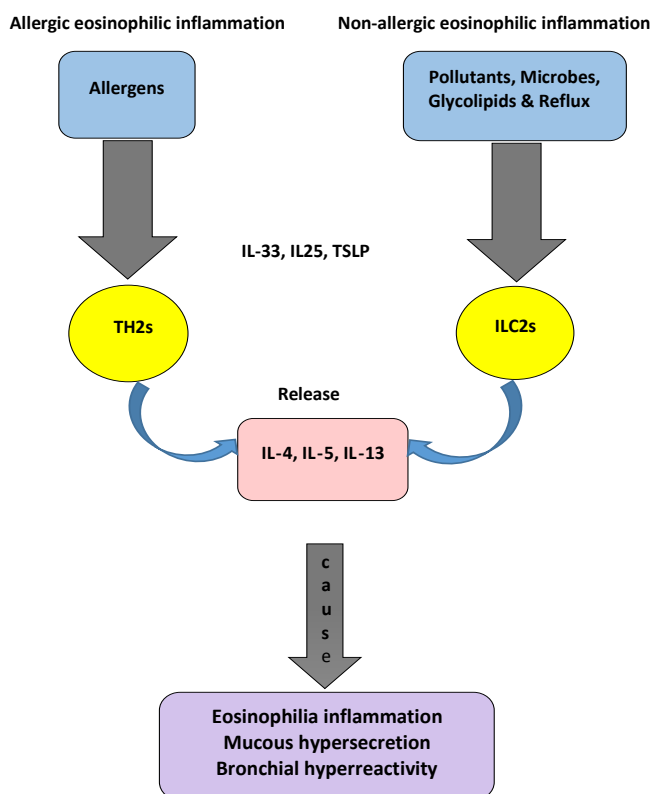 Allergic eosinophilic inflammation
Non-allergic eosinophilic inflammation
Allergens
Pollutants, Microbes,
Glycolipids & Reflux
IL-33, IL25, TSLP
TH2s
ILC2s
Release
IL-4, IL-5, IL-13
cause
Eosinophilia inflammation
Mucous hypersecretion
Bronchial hyperreactivity